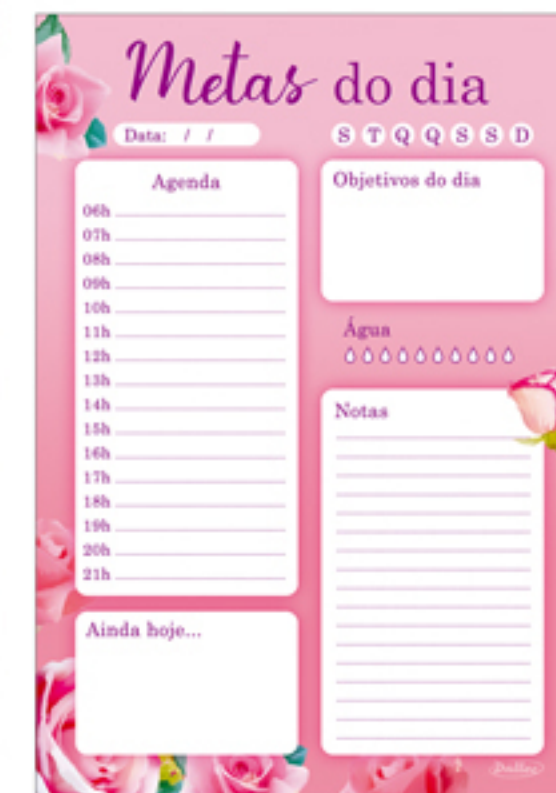 Metas do dia
Data: / /
S T Q Q S S D
Agenda
06h
07h
08h
09h
10h
11h
12h
13h
14h
15h
16h
17h
18h
19h
20h
21h
Ainda hoje...
Objetivos do dia
Água
Notas